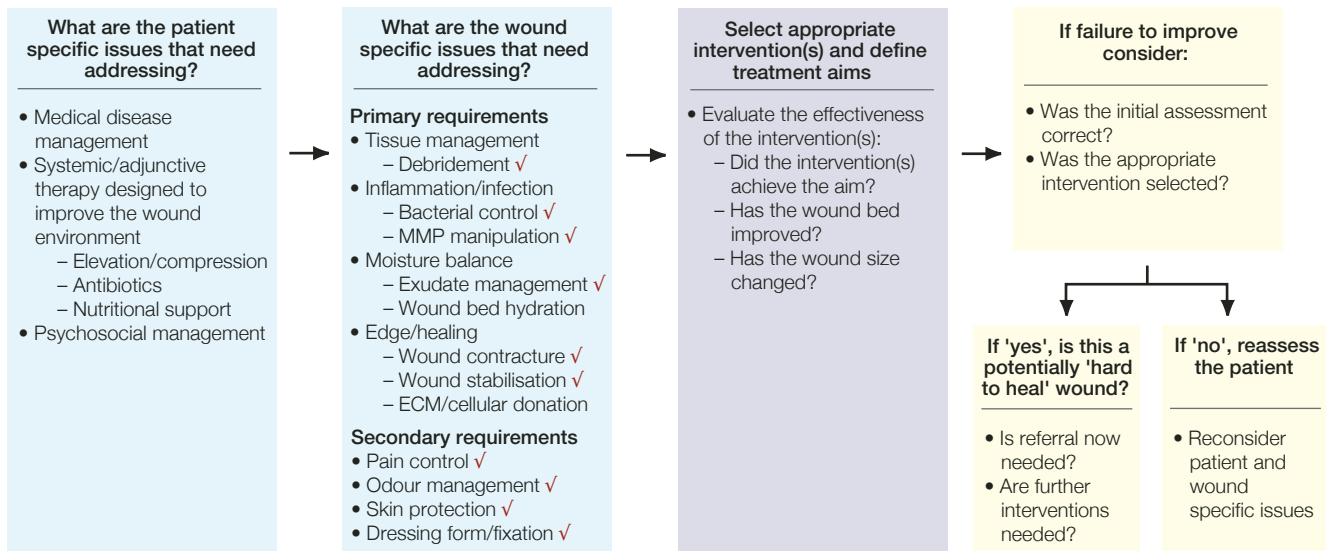 What are the patient
specific issues that need
addressing?
• Medical disease
management
• Systemic/adjunctive
therapy designed to
improve the wound
environment
– Elevation/compression
– Antibiotics
– Nutritional support
• Psychosocial management
What are the wound
specific issues that need
addressing?
Primary requirements
• Tissue management
– Debridement √
• Inflammation/infection
– Bacterial control √
– MMP manipulation √
• Moisture balance
– Exudate management √
– Wound bed hydration
• Edge/healing
– Wound contracture √
– Wound stabilisation √
– ECM/cellular donation
Secondary requirements
• Pain control √
• Odour management √
• Skin protection √
• Dressing form/fixation √
Select appropriate
intervention(s) and define
treatment aims
• Evaluate the effectiveness
of the intervention(s):
– Did the intervention(s)
achieve the aim?
– Has the wound bed
improved?
– Has the wound size
changed?
If failure to improve
consider:
• Was the initial assessment
correct?
• Was the appropriate
intervention selected?
If 'yes', is this a
potentially 'hard
to heal' wound?
• Is referral now
needed?
• Are further
interventions
needed?
If 'no', reassess
the patient
• Reconsider
patient and
wound
specific issues